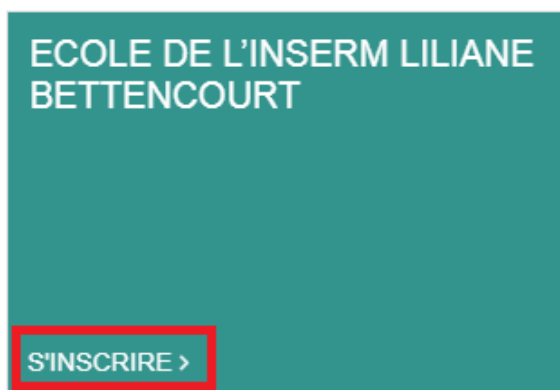 ECOLE DE L’INSERM LILIANE
BETTENCOURT
S'INSCRIRE >